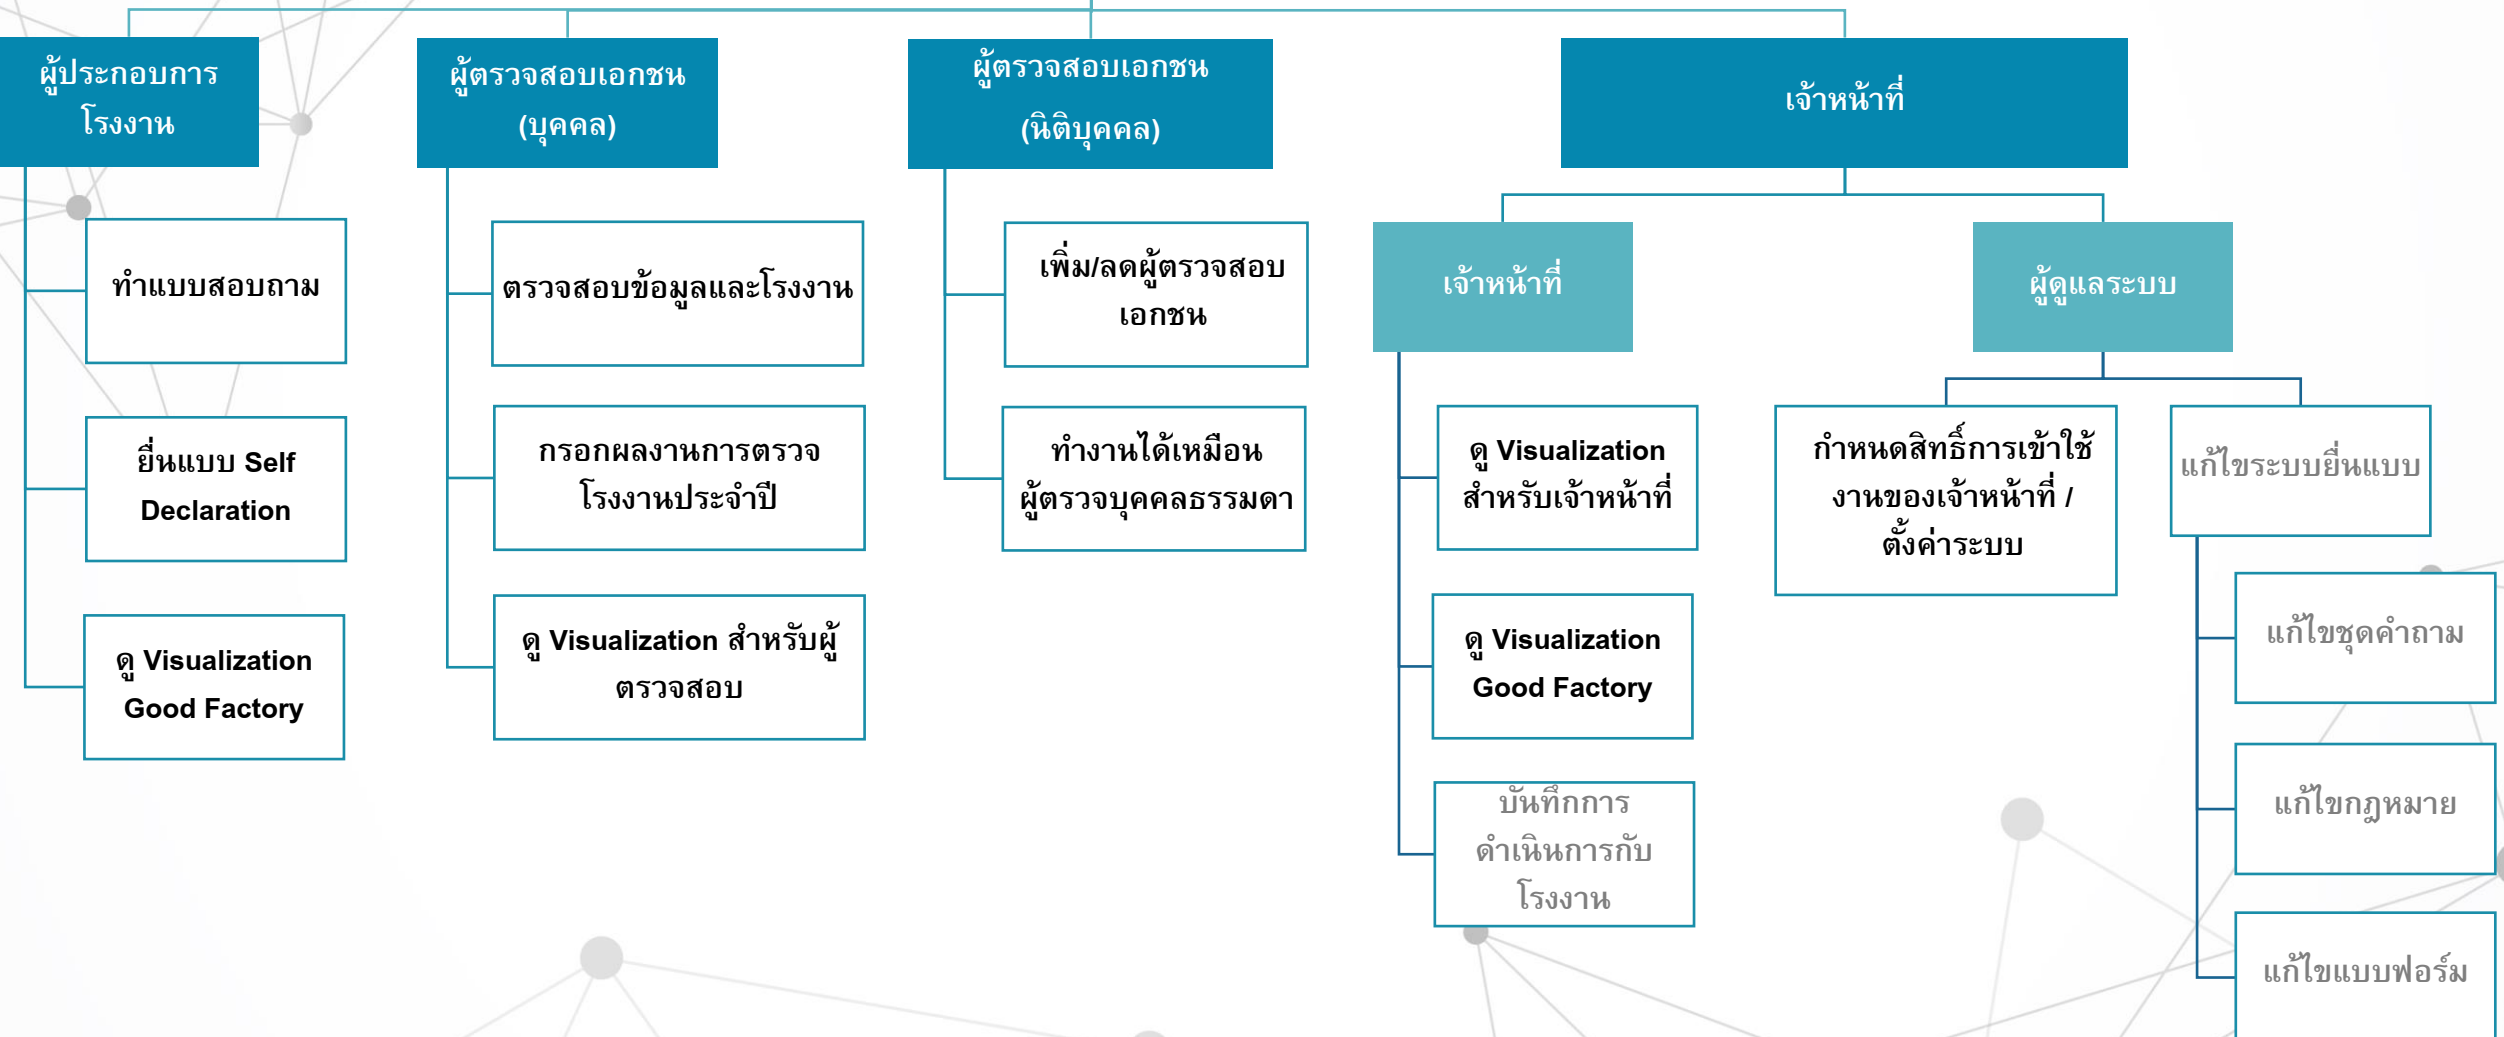 ผู้ประกอบการ
โรงงาน
ทำแบบสอบถาม
ยื่นแบบ Self
Declaration
ดู Visualization
Good Factory
ผู้ตรวจสอบเอกชน
(บุคคล)
ตรวจสอบข้อมูลและโรงงาน
กรอกผลงานการตรวจ
โรงงานประจำปี
ดู Visualization สำหรับผู้
ตรวจสอบ
ผู้ตรวจสอบเอกชน
(นิติบุคคล)
เพิ่ม/ลดผู้ตรวจสอบ
เอกชน
ทำงานได้เหมือน
ผู้ตรวจบุคคลธรรมดา
เจ้าหน้าที่
เจ้าหน้าที่
ดู Visualization
สำหรับเจ้าหน้าที่
ดู Visualization
Good Factory
บันทึกการ
ดำเนินการกับ
โรงงาน
ผู้ดูแลระบบ
กำหนดสิทธิ์การเข้าใช้
งานของเจ้าหน้าที่ /
ตั้งค่าระบบ
แก้ไขระบบยื่นแบบ
แก้ไขชุดคำถาม
แก้ไขกฎหมาย
แก้ไขแบบฟอร์ม